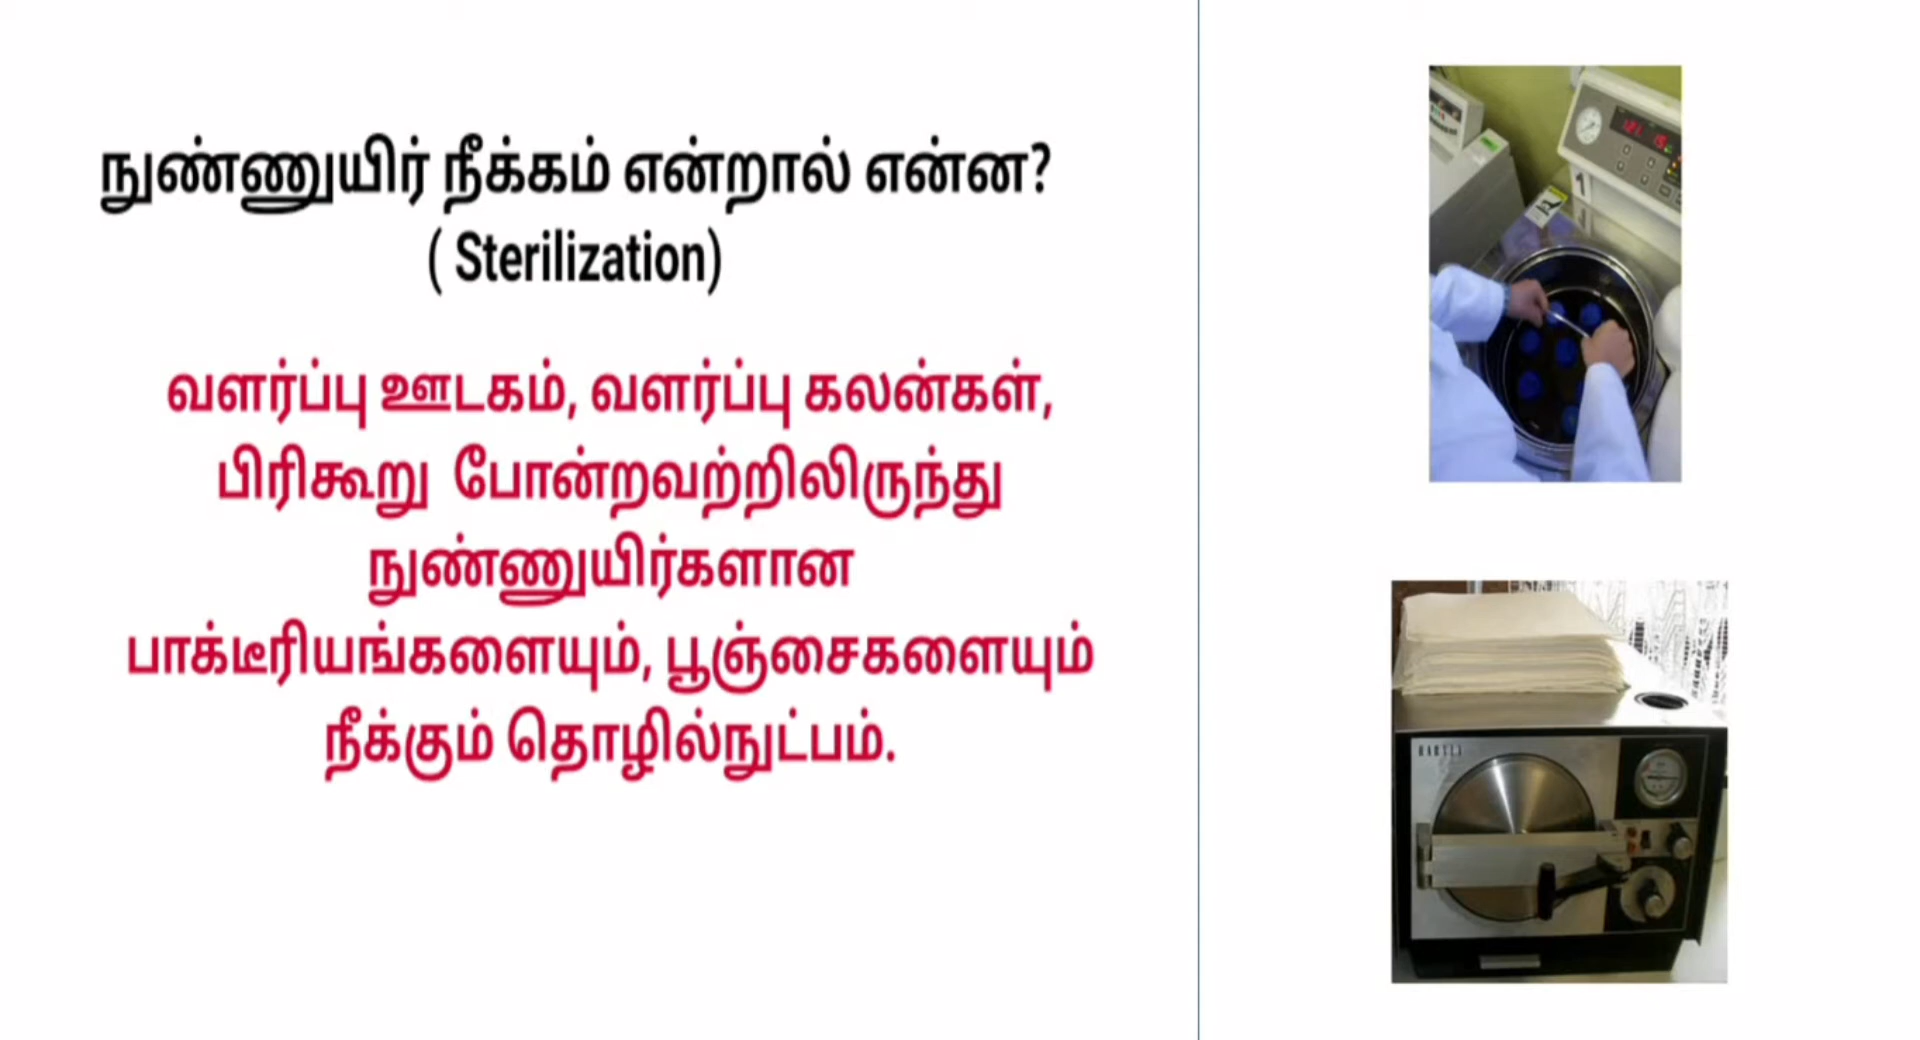 நுண்ணுயிர் நீக்கம் என்றால் என்ன?
( Sterilization)
வளர்ப்பு ஊடகம், வளர்ப்பு கலன்கள்,
பிரிகூறு போன்றவற்றிலிருந்து
நுண்ணுயிர்களான
பாக்டீரியங்களையும், பூஞ்சைகளையும்
நீக்கும் தொழில்நுட்பம்.